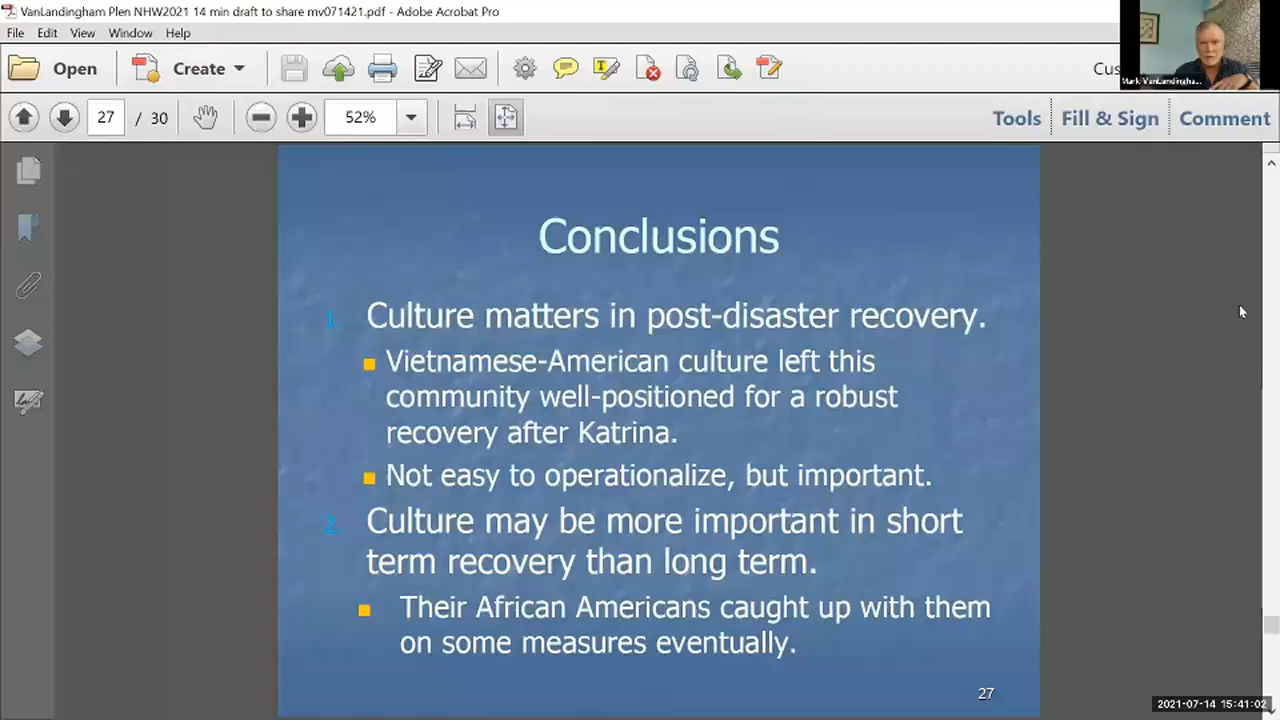 VanLandingham Plen NHW2021 14 min draft to share mv071421.pdf - Adobe Acrobat Pro
File Edit View Window Help
Open Create Cus
27 / 30 52% Tools Fill & Sign Comment
Mark VanLandingha...
Conclusions
1. Culture matters in post-disaster recovery.
Vietnamese-American culture left this
community well-positioned for a robust
recovery after Katrina.
Not easy to operationalize, but important.
2. Culture may be more important in short
term recovery than long term.
Their African Americans caught up with them
on some measures eventually.
27
2021-07-14 15:41:02